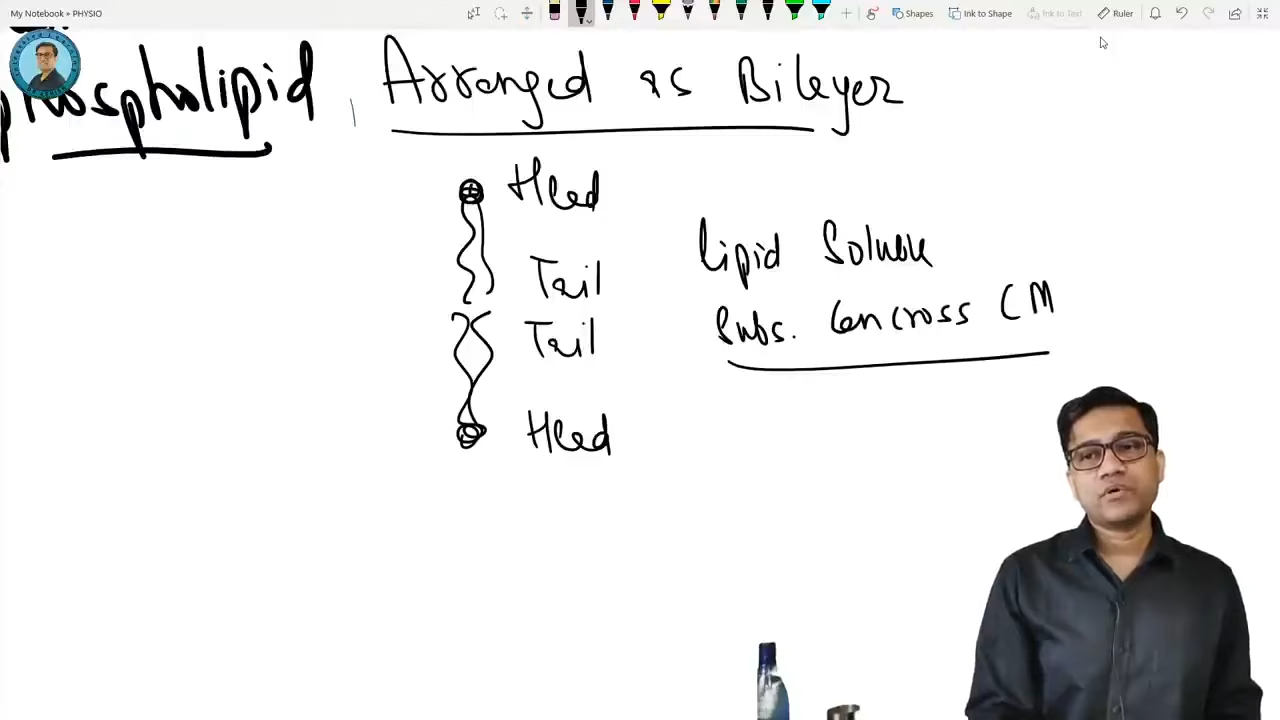 My Notebook » PHYSIO
Shapes
Ink to Shape
Ink to Text
Ruler
phospholipid, Arranged as Bilayer
Head
Tail
Tail
Head
lipid Soluble
Subs. Can cross CM